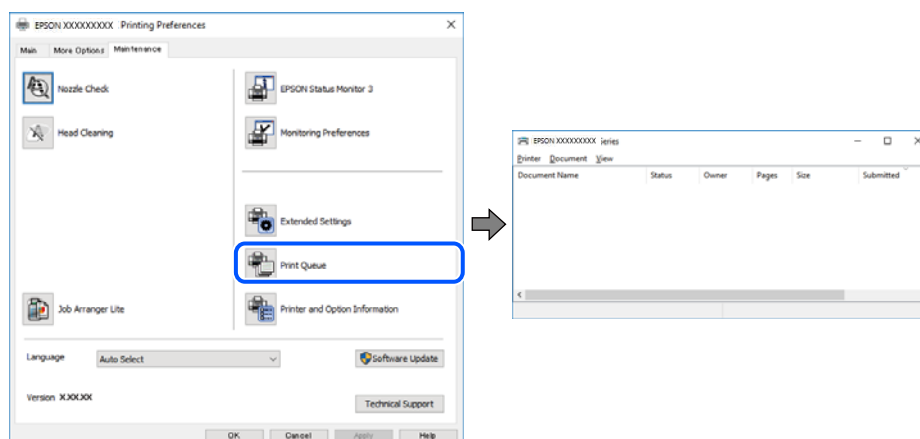 EPSON XXXXXXXXX Printing Preferences
Main More Options Maintenance
Nozzle Check
EPSON Status Monitor 3
Head Cleaning
Monitoring Preferences
Extended Settings
Print Queue
Job Arranger Lite
Printer and Option Information
Language Auto Select Software Update
Version X.XX.XX
Technical Support
OK Cancel Apply Help
EPSON XXXXXXXXX ieries
Printer Document View
Document Name Status Owner Pages Size Submitted